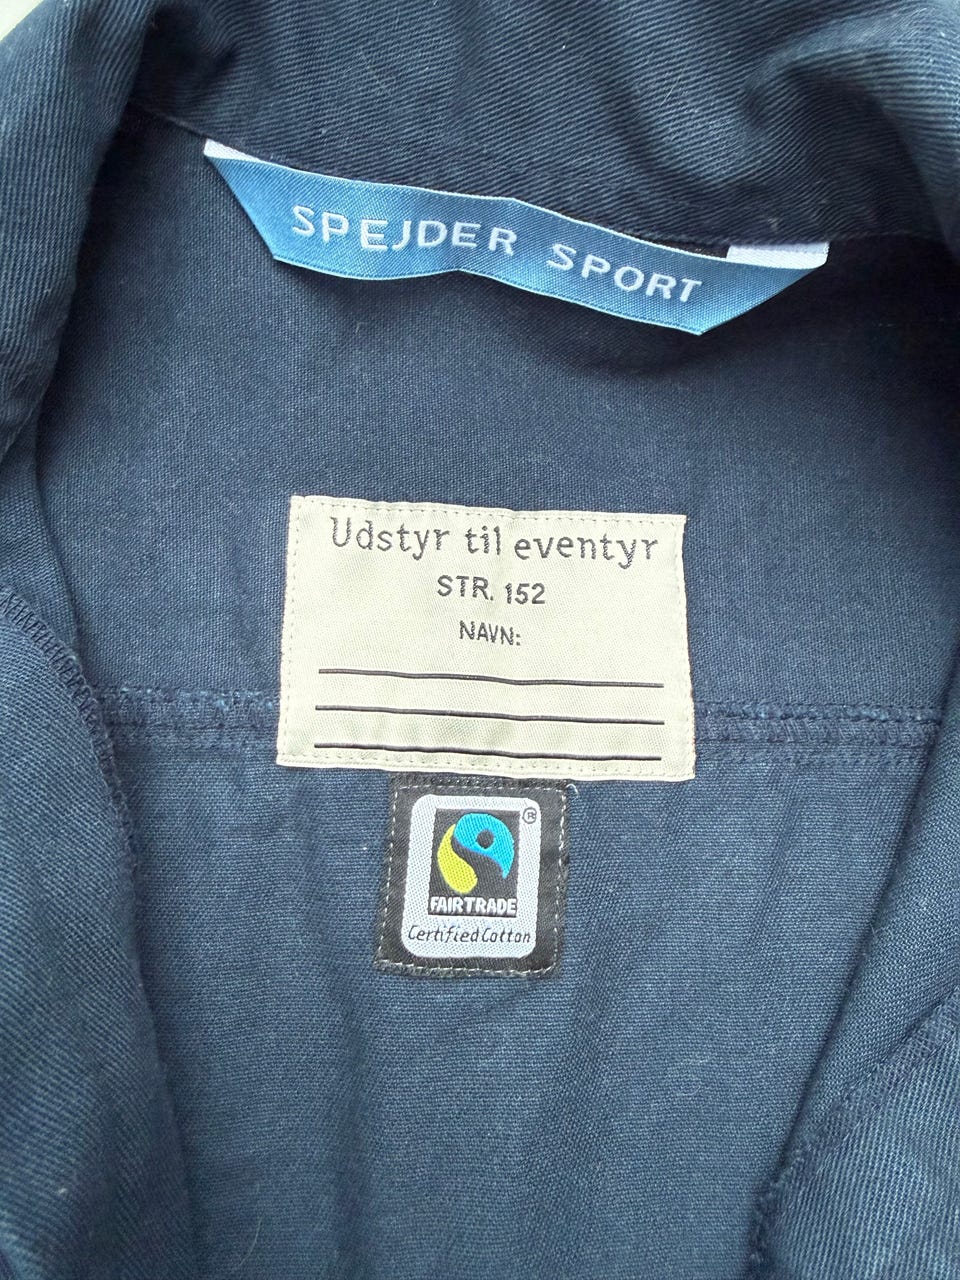 SPEJDER SPORT
Udstyr til eventyr
STR. 152
NAVN:
®
FAIRTRADE
Certified Cotton